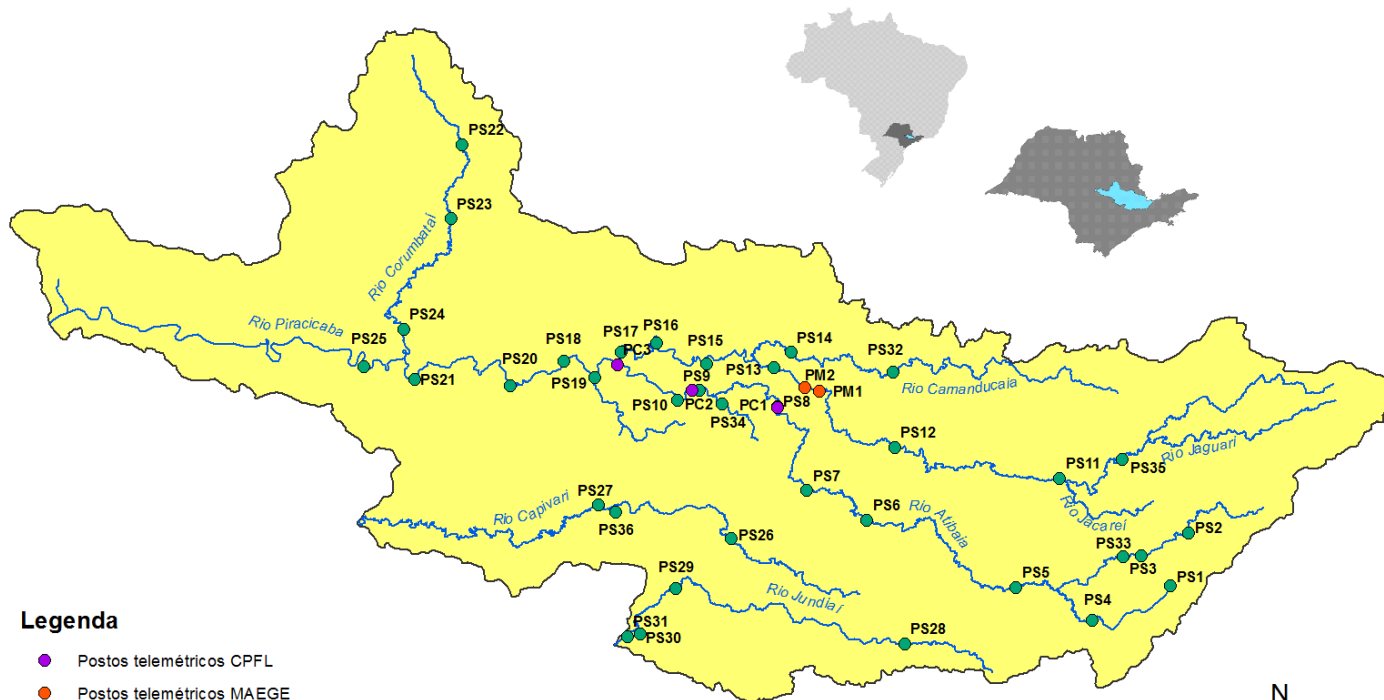 PS22
PS23
Rio Corumbataí
PS24
Rio Piracicaba
PS25
PS21
PS20
PS18
PS19
PS17
PC3
PS16
PS15
PS14
PS13
PS32
Rio Camanducaia
PM2
PM1
PS9
PS10
PC2
PS34
PC1
PS8
PS12
PS11
PS35
Rio Jaguari
Rio Jacareí
PS7
PS6
Rio Atibaia
PS2
PS33
PS3
PS1
PS5
PS4
PS27
Rio Capivari
PS36
PS26
PS29
Rio Jundiaí
PS31
PS30
PS28
Legenda
Postos telemétricos CPFL
Postos telemétricos MAEGE
N